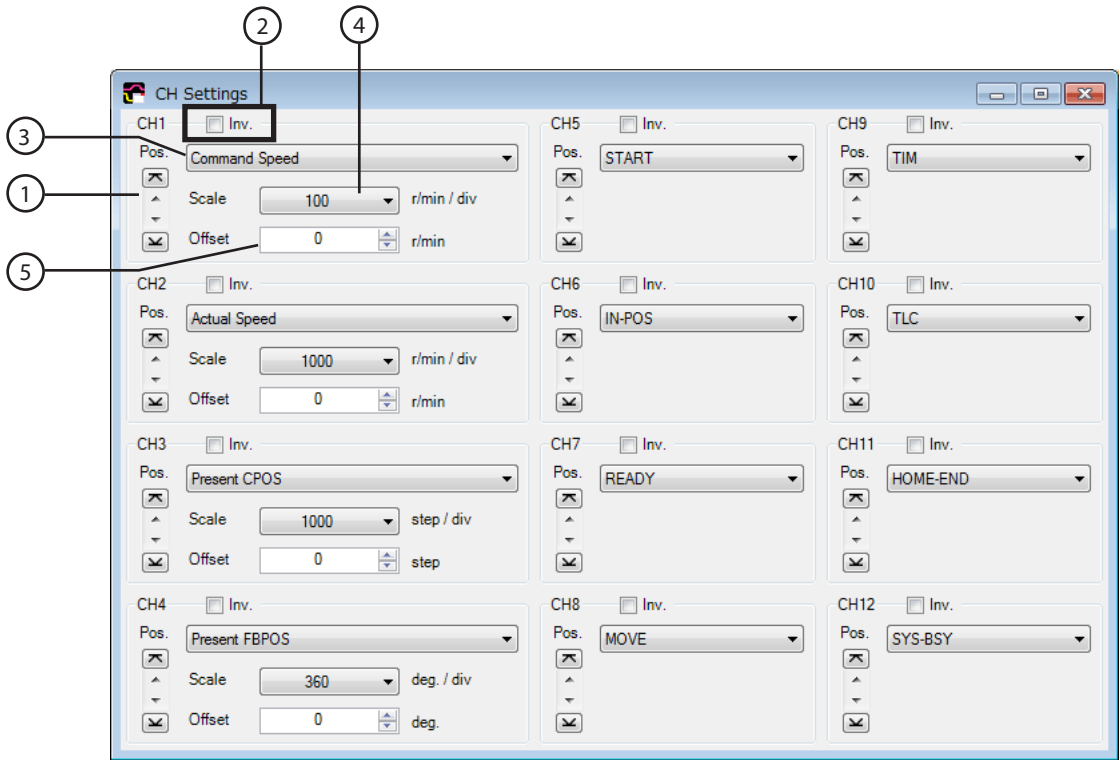 2
4
CH Settings
3
1
5
CH1 Inv.
Pos. Command Speed
Scale 100 r/min / div
Offset 0 r/min
CH2 Inv.
Pos. Actual Speed
Scale 1000 r/min / div
Offset 0 r/min
CH3 Inv.
Pos. Present CPOS
Scale 1000 step / div
Offset 0 step
CH4 Inv.
Pos. Present FBPOS
Scale 360 deg. / div
Offset 0 deg.
CH5 Inv.
Pos. START
CH6 Inv.
Pos. IN-POS
CH7 Inv.
Pos. READY
CH8 Inv.
Pos. MOVE
CH9 Inv.
Pos. TIM
CH10 Inv.
Pos. TLC
CH11 Inv.
Pos. HOME-END
CH12 Inv.
Pos. SYS-BSY